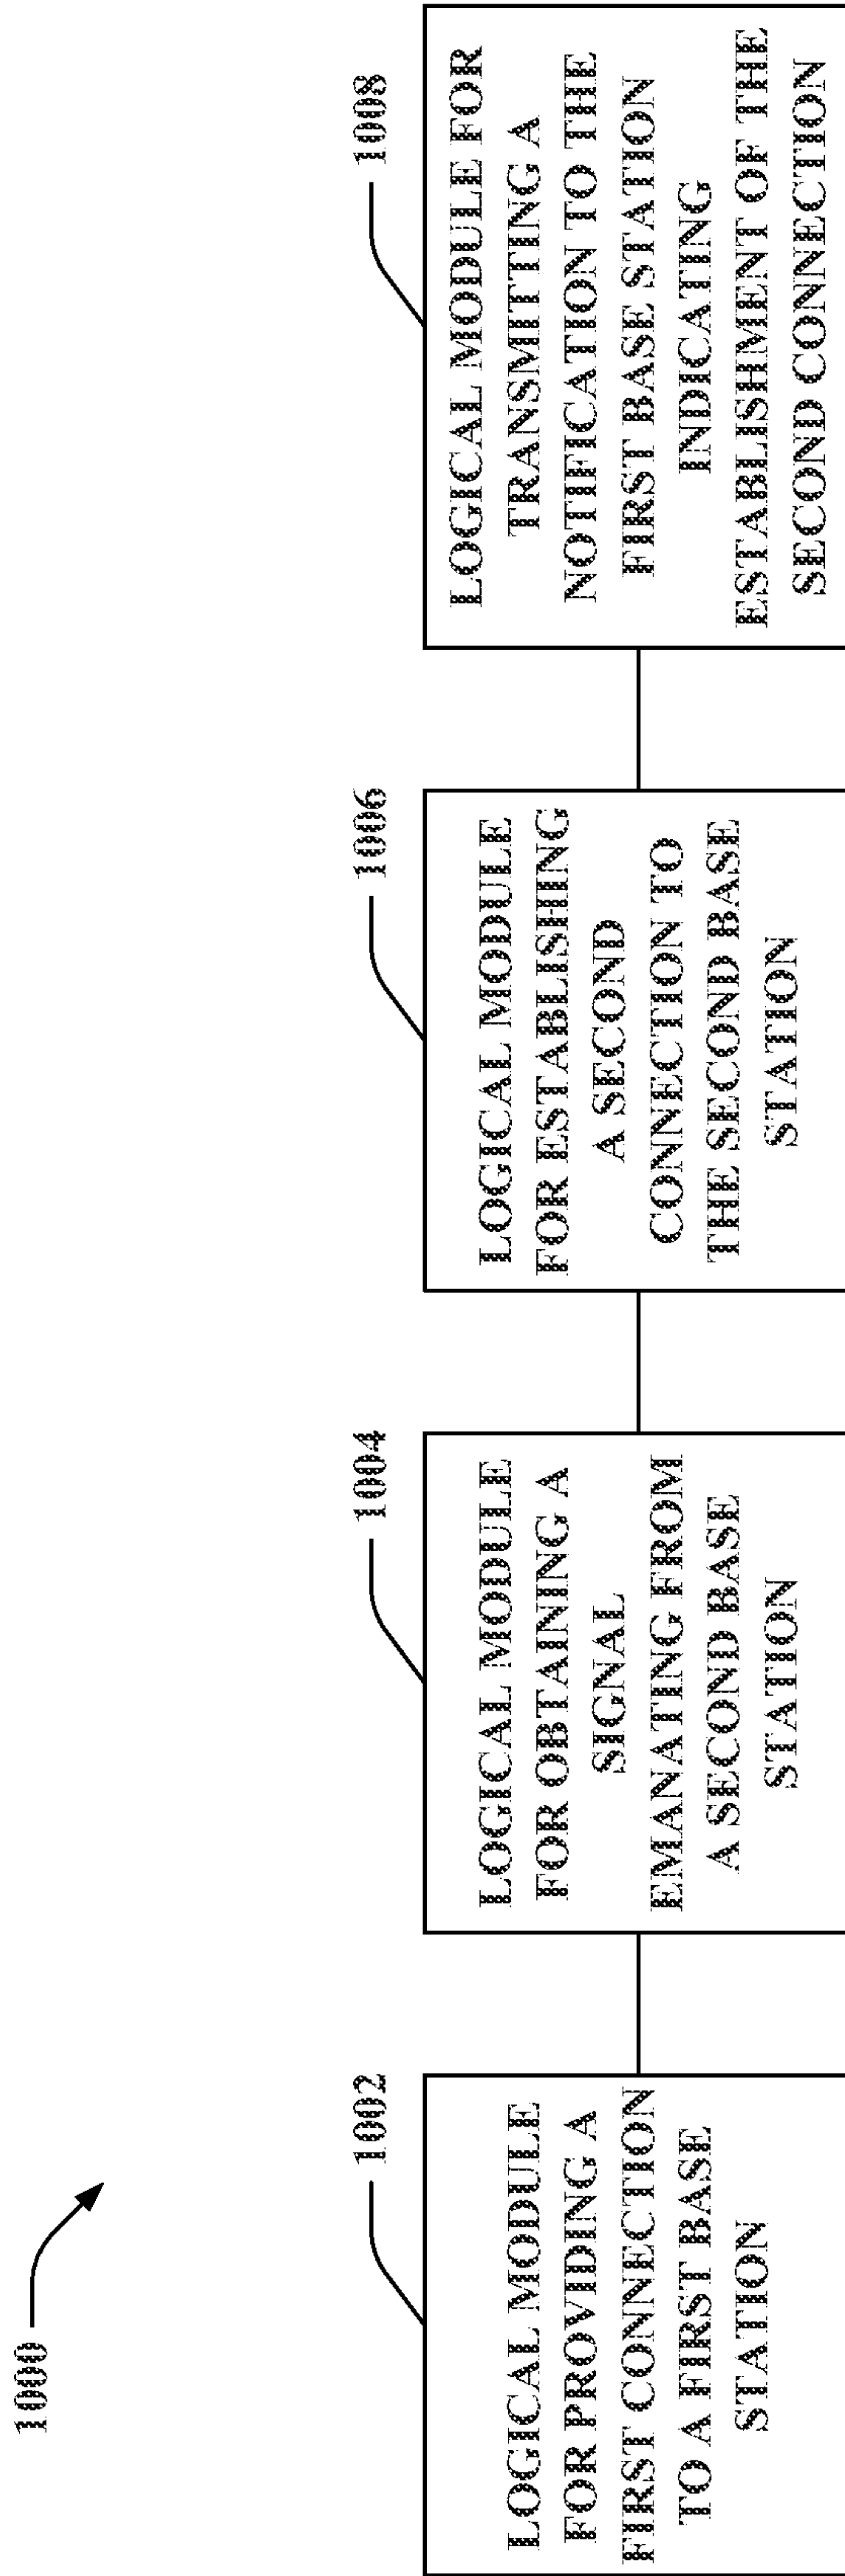 1000
1002
LOGICAL MODULE
FOR PROVIDING A
FIRST CONNECTION
TO A FIRST BASE
STATION
1004
LOGICAL MODULE
FOR OBTAINING A
SIGNAL
EMANATING FROM
A SECOND BASE
STATION
1006
LOGICAL MODULE
FOR ESTABLISHING
A SECOND
CONNECTION TO
THE SECOND BASE
STATION
1008
LOGICAL MODULE FOR
TRANSMITTING A
NOTIFICATION TO THE
FIRST BASE STATION
INDICATING
ESTABLISHMENT OF THE
SECOND CONNECTION